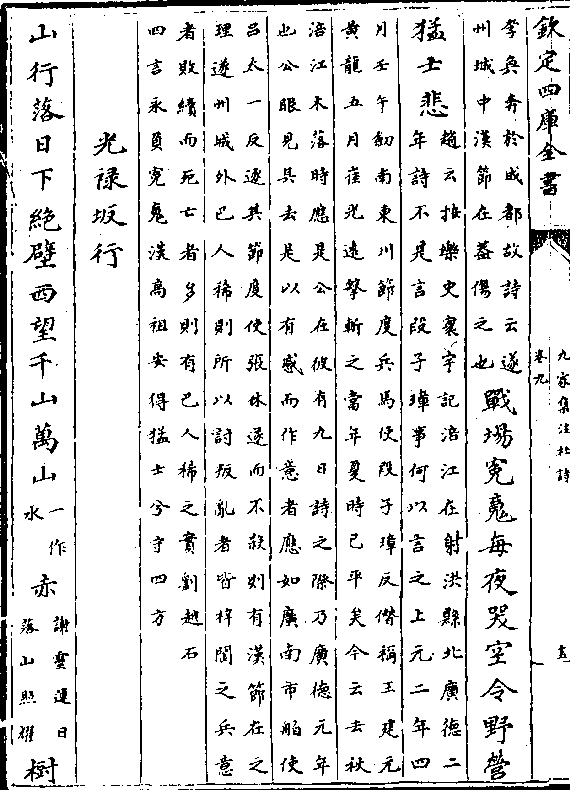 欽定四庫全書
九家集注杜詩
卷九
五
李奐奔於成都故詩云遂
州城中漢節在蓋傷之也
戰場冤魂每夜哭空令野營
猛士悲
趙云按樂史寰宇記涪江在射洪縣北廣德二
年詩不是言段子璋事何以言之上元二年四
月壬午劎南東川節度兵馬使段子璋反僭稱王建元
黃龍五月崔光遠擊斬之當年夏時已平矣今云去秋
涪江木落時應是公在彼有九日詩之際乃廣德元年
也公眼見其去是以有感而作意者應如廣南市舶使
呂太一反逐其節度使張休遂而不殺則有漢節在之
理遂州城外巴人稀則所以討叛亂者皆梓閬之兵意
者敗績而死亡者多則有巴人稀之實劉越石
四言永負冤魂漢高祖安得猛士兮守四方
光祿坂行
山行落日下絶壁西望千山萬山
一作
水
赤
謝靈運日
落山照耀
樹